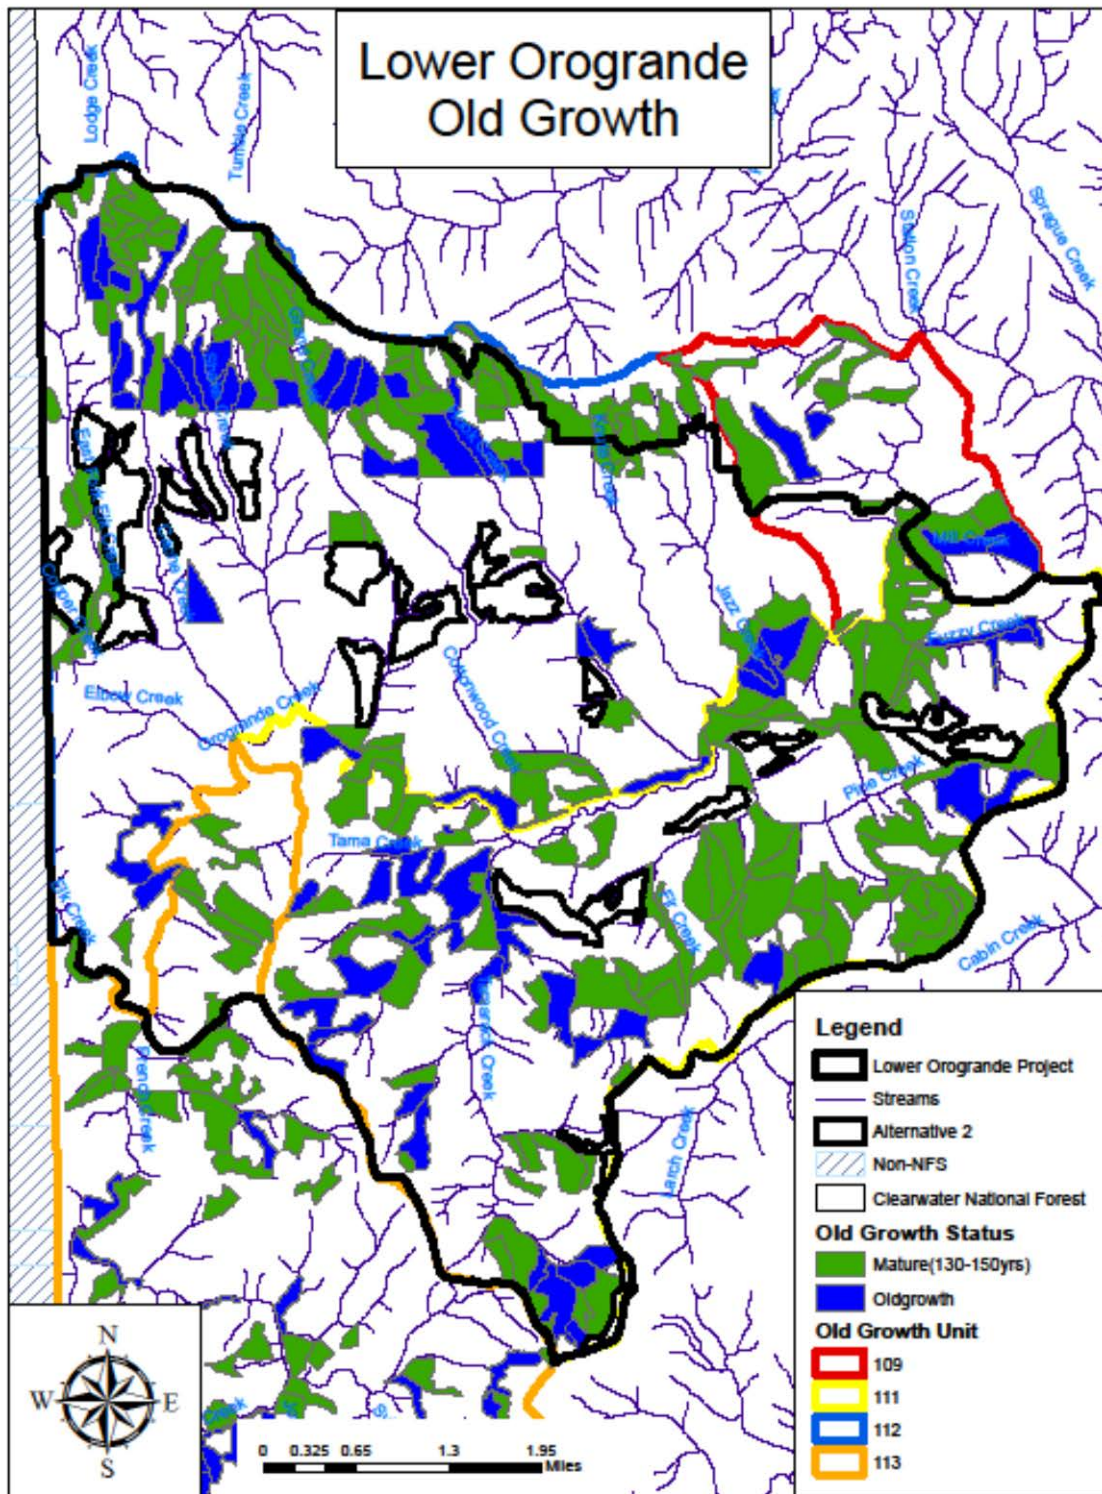 Lower Orogrande
Old Growth
Lodge Creek
Tumble Creek
Station Creek
Sprague Creek
Jazz
Mill Creek
Fuzzy Creek
Elbow Creek
Orogrande Creek
Cottonwood Creek
Pine Creek
Tama Creek
Elk Creek
Cabin Creek
Larch Creek
Creek
Legend
Lower Orogrande Project
Streams
Alternative 2
Non-NFS
Clearwater National Forest
Old Growth Status
Mature(130-150yrs)
Oldgrowth
Old Growth Unit
109
111
112
113
N
W
E
S
0 0.325 0.65 1.3 1.95
Miles